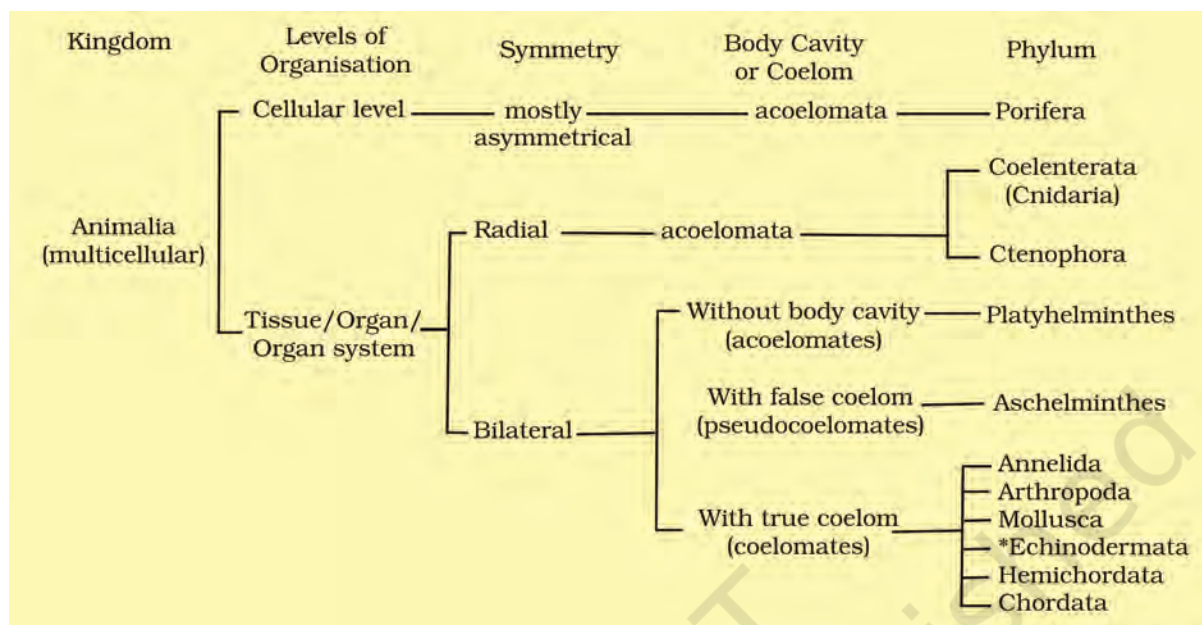 Kingdom
Levels of
Organisation
Symmetry
Body Cavity
or Coelom
Phylum
Cellular level
mostly
asymmetrical
acoelomata
Porifera
Animalia
(multicellular)
Tissue/Organ/
Organ system
Radial
acoelomata
Coelenterata
(Cnidaria)
Ctenophora
Bilateral
Without body cavity
(acoelomates)
Platyhelminthes
With false coelom
(pseudocoelomates)
Aschelminthes
With true coelom
(coelomates)
Annelida
Arthropoda
Mollusca
*Echinodermata
Hemichordata
Chordata